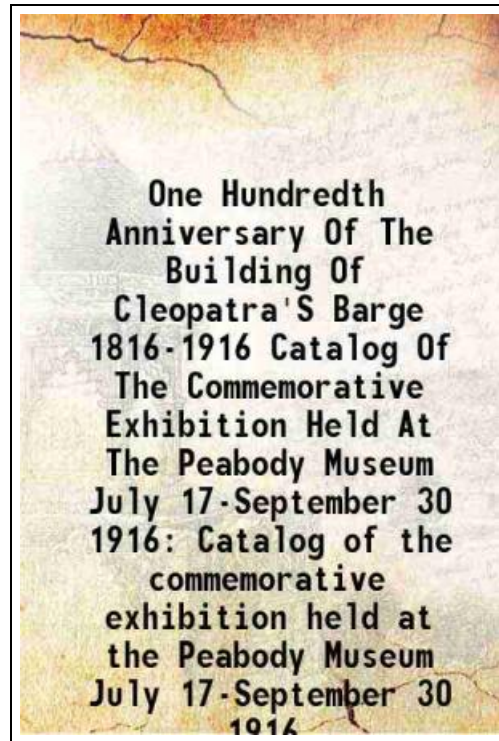 One Hundredth
Anniversary Of The
Building Of
Cleopatra'S Barge
1816-1916 Catalog Of
The Commemorative
Exhibition Held At
The Peabody Museum
July 17-September 30
1916: Catalog of the
commemorative
exhibition held at
the Peabody Museum
July 17-September 30
1916